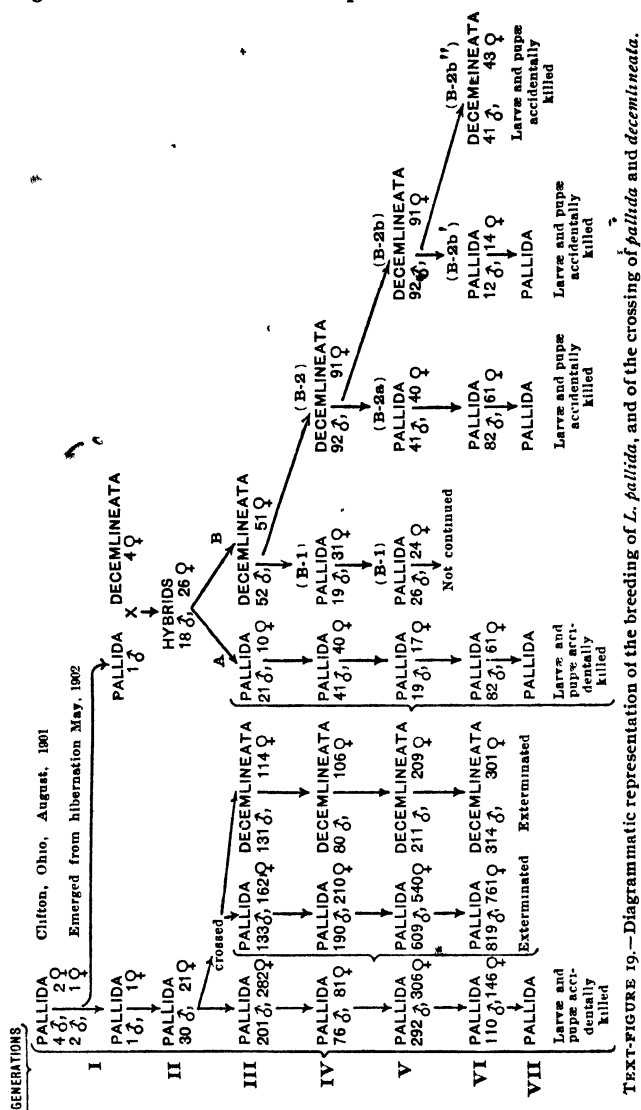 GENERATIONS
PALLIDA
4 ♂, 2 ♀
2 ♂, 1 ♀
Clifton, Ohio, August, 1901
Emerged from hibernation May, 1902
I
PALLIDA
1 ♂, 1 ♀
PALLIDA
1 ♂
X
DECEMLINEATA
4 ♀
II
PALLIDA
30 ♂, 21 ♀
HYBRIDS
18 ♂, 26 ♀
crossed
A
B
III
PALLIDA
201 ♂, 282 ♀
PALLIDA
133 ♂, 162 ♀
DECEMLINEATA
131 ♂, 114 ♀
PALLIDA
21 ♂, 10 ♀
DECEMLINEATA
52 ♂, 51 ♀
IV
PALLIDA
76 ♂, 81 ♀
PALLIDA
190 ♂, 210 ♀
DECEMLINEATA
80 ♂, 106 ♀
PALLIDA
41 ♂, 40 ♀
(B-1)
PALLIDA
19 ♂, 31 ♀
(B-2)
DECEMLINEATA
92 ♂, 91 ♀
V
PALLIDA
292 ♂, 306 ♀
PALLIDA
609 ♂, 540 ♀
DECEMLINEATA
211 ♂, 209 ♀
PALLIDA
19 ♂, 17 ♀
(B-1)
PALLIDA
26 ♂, 24 ♀
Not continued
(B-2a)
PALLIDA
41 ♂, 40 ♀
(B-2b)
DECEMLINEATA
92 ♂, 91 ♀
VI
PALLIDA
110 ♂, 146 ♀
PALLIDA
819 ♂, 761 ♀
Exterminated
DECEMLINEATA
314 ♂, 301 ♀
Exterminated
PALLIDA
82 ♂, 61 ♀
PALLIDA
82 ♂, 61 ♀
(B-2b')
PALLIDA
12 ♂, 14 ♀
(B-2b'')
DECEMLINEATA
41 ♂, 43 ♀
Larvæ and pupæ
accidentally
killed
VII
PALLIDA
Larvæ and
pupæ acci-
dentally
killed
PALLIDA
Larvæ and
pupæ acci-
dentally
killed
PALLIDA
Larvæ and pupæ
accidentally
killed
PALLIDA
Larvæ and pupæ
accidentally
killed
TEXT-FIGURE 19.—Diagrammatic representation of the breeding of L. pallida, and of the crossing of pallida and decemlineata.